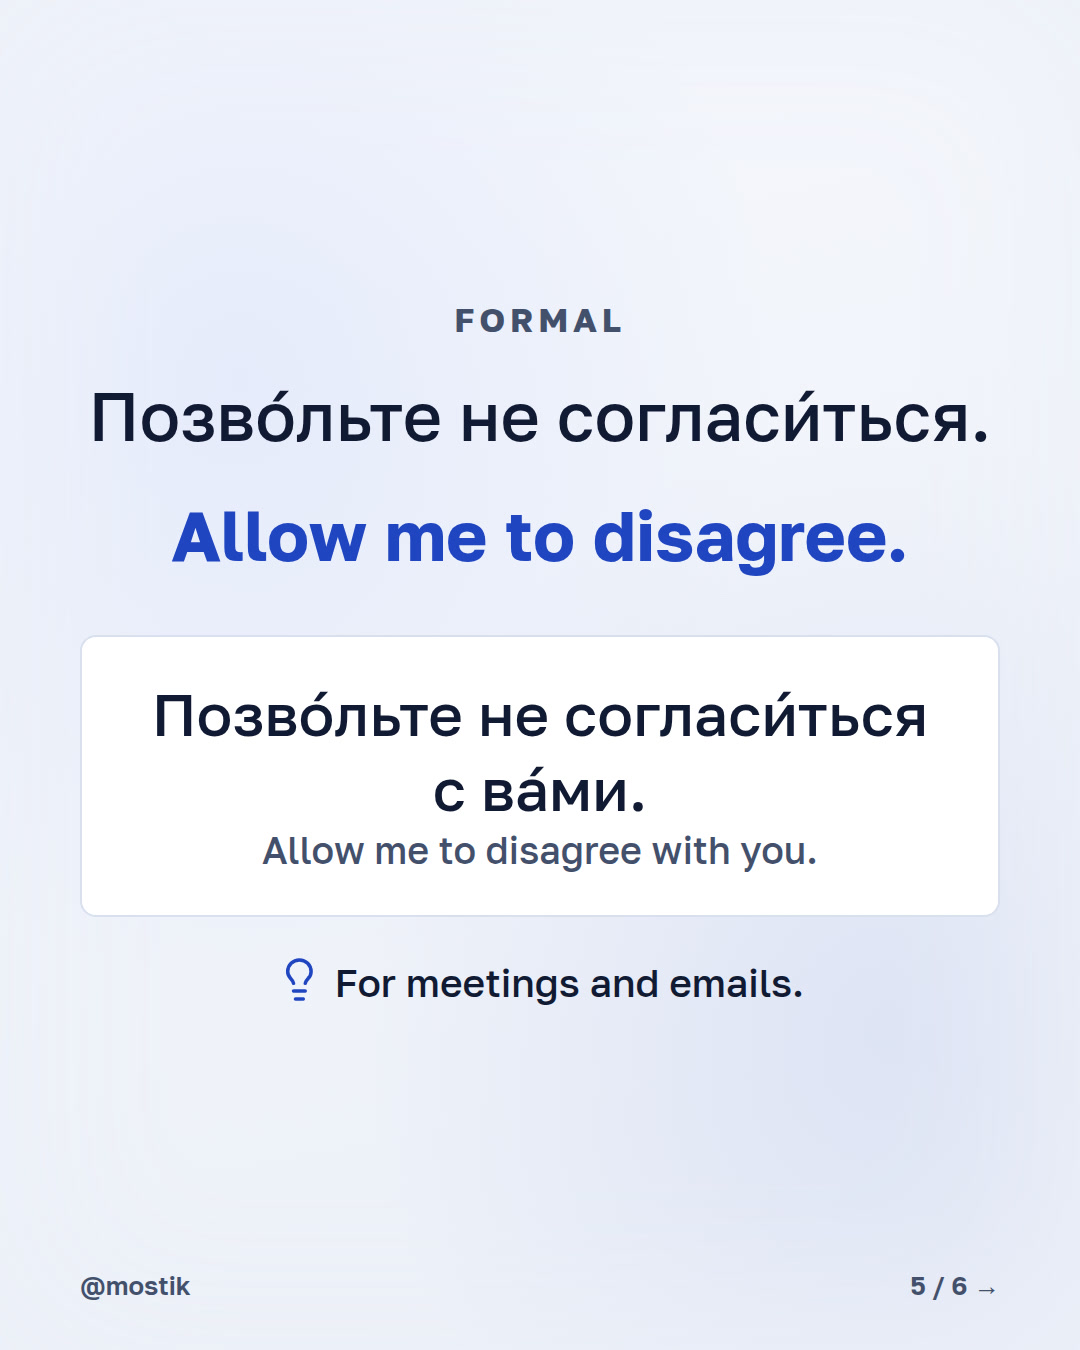 FORMAL
Позво́льте не согласи́ться.
Allow me to disagree.
Позво́льте не согласи́ться
с ва́ми.
Allow me to disagree with you.
For meetings and emails.
@mostik
5 / 6 →